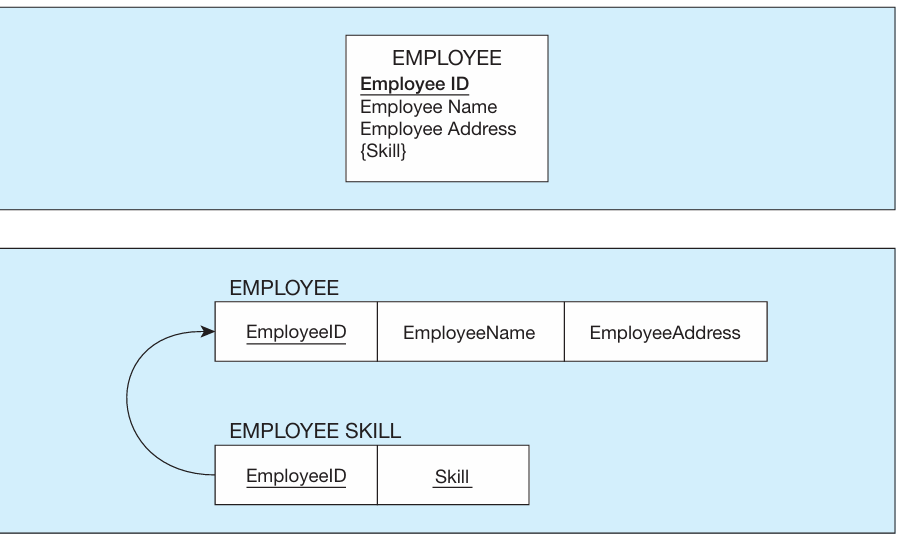 EMPLOYEE
Employee ID
Employee Name
Employee Address
{Skill}
EMPLOYEE
EmployeeID EmployeeName EmployeeAddress
EMPLOYEE SKILL
EmployeeID Skill